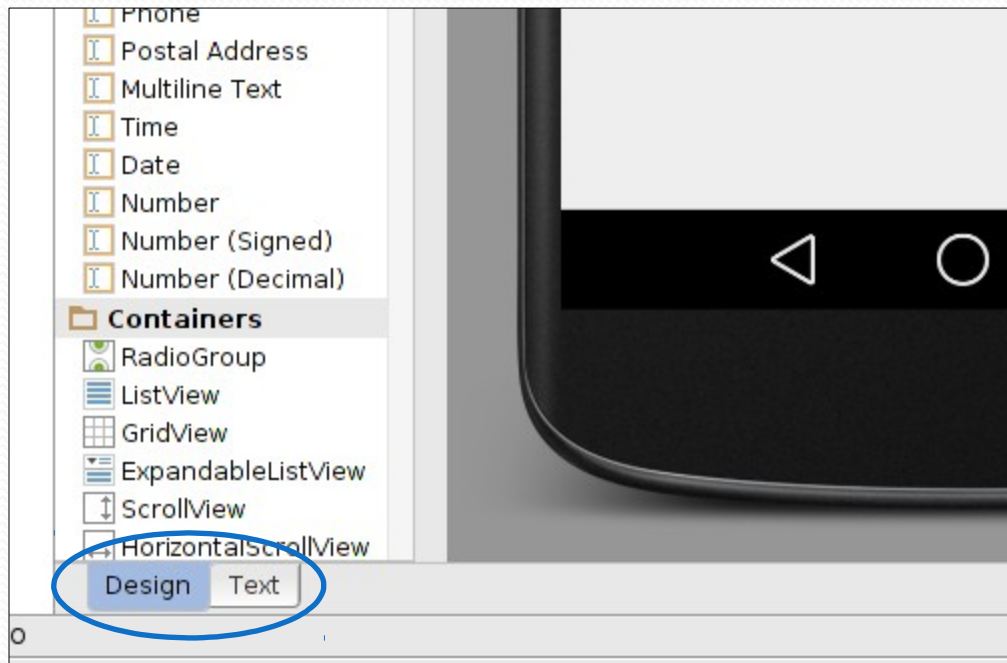 Phone
Postal Address
Multiline Text
Time
Date
Number
Number (Signed)
Number (Decimal)
Containers
RadioGroup
ListView
GridView
ExpandableListView
ScrollView
HorizontalScrollView
Design Text
o